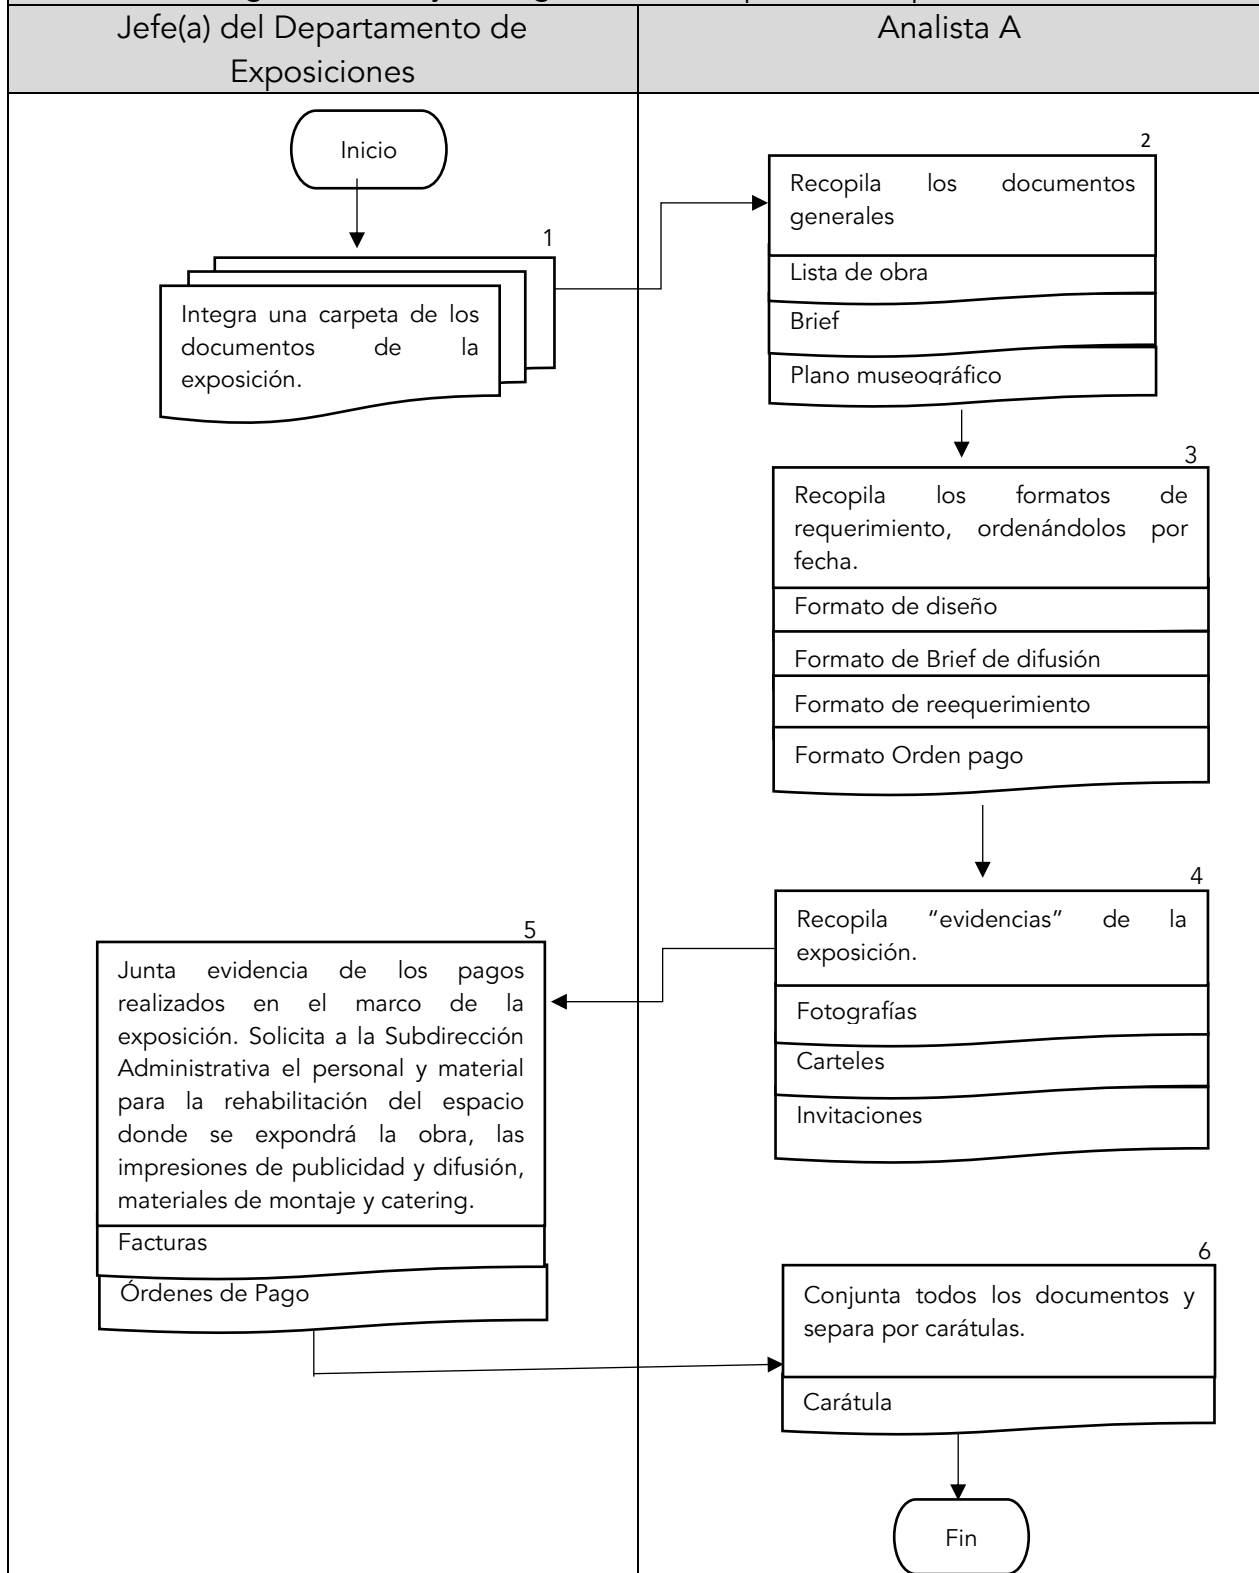 Jefe(a) del Departamento de
Exposiciones
Analista A
Inicio
1
Integra una carpeta de los
documentos de la
exposición.
2
Recopila los documentos
generales
Lista de obra
Brief
Plano museográfico
3
Recopila los formatos de
requerimiento, ordenándolos por
fecha.
Formato de diseño
Formato de Brief de difusión
Formato de reequerimiento
Formato Orden pago
4
Recopila “evidencias” de la
exposición.
Fotografías
Carteles
Invitaciones
5
Junta evidencia de los pagos
realizados en el marco de la
exposición. Solicita a la Subdirección
Administrativa el personal y material
para la rehabilitación del espacio
donde se expondrá la obra, las
impresiones de publicidad y difusión,
materiales de montaje y catering.
Facturas
Órdenes de Pago
6
Conjunta todos los documentos y
separa por carátulas.
Carátula
Fin